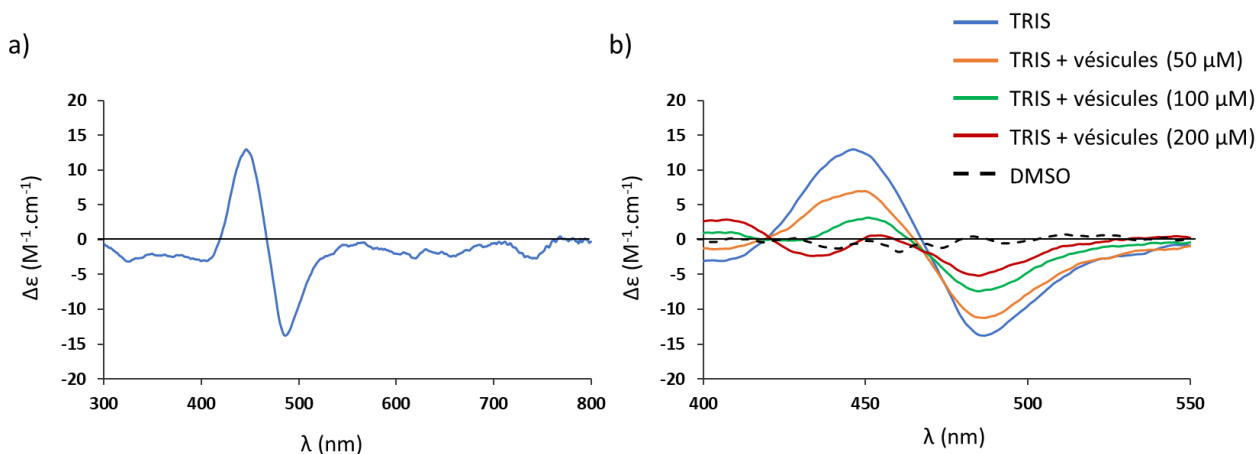 a)
20
15
10
5
0
-5
-10
-15
-20
Δε (M⁻¹.cm⁻¹)
300 400 500 600 700 800
λ (nm)
b)
TRIS
TRIS + vésicules (50 µM)
TRIS + vésicules (100 µM)
TRIS + vésicules (200 µM)
DMSO
20
15
10
5
0
-5
-10
-15
-20
Δε (M⁻¹.cm⁻¹)
400 450 500 550
λ (nm)